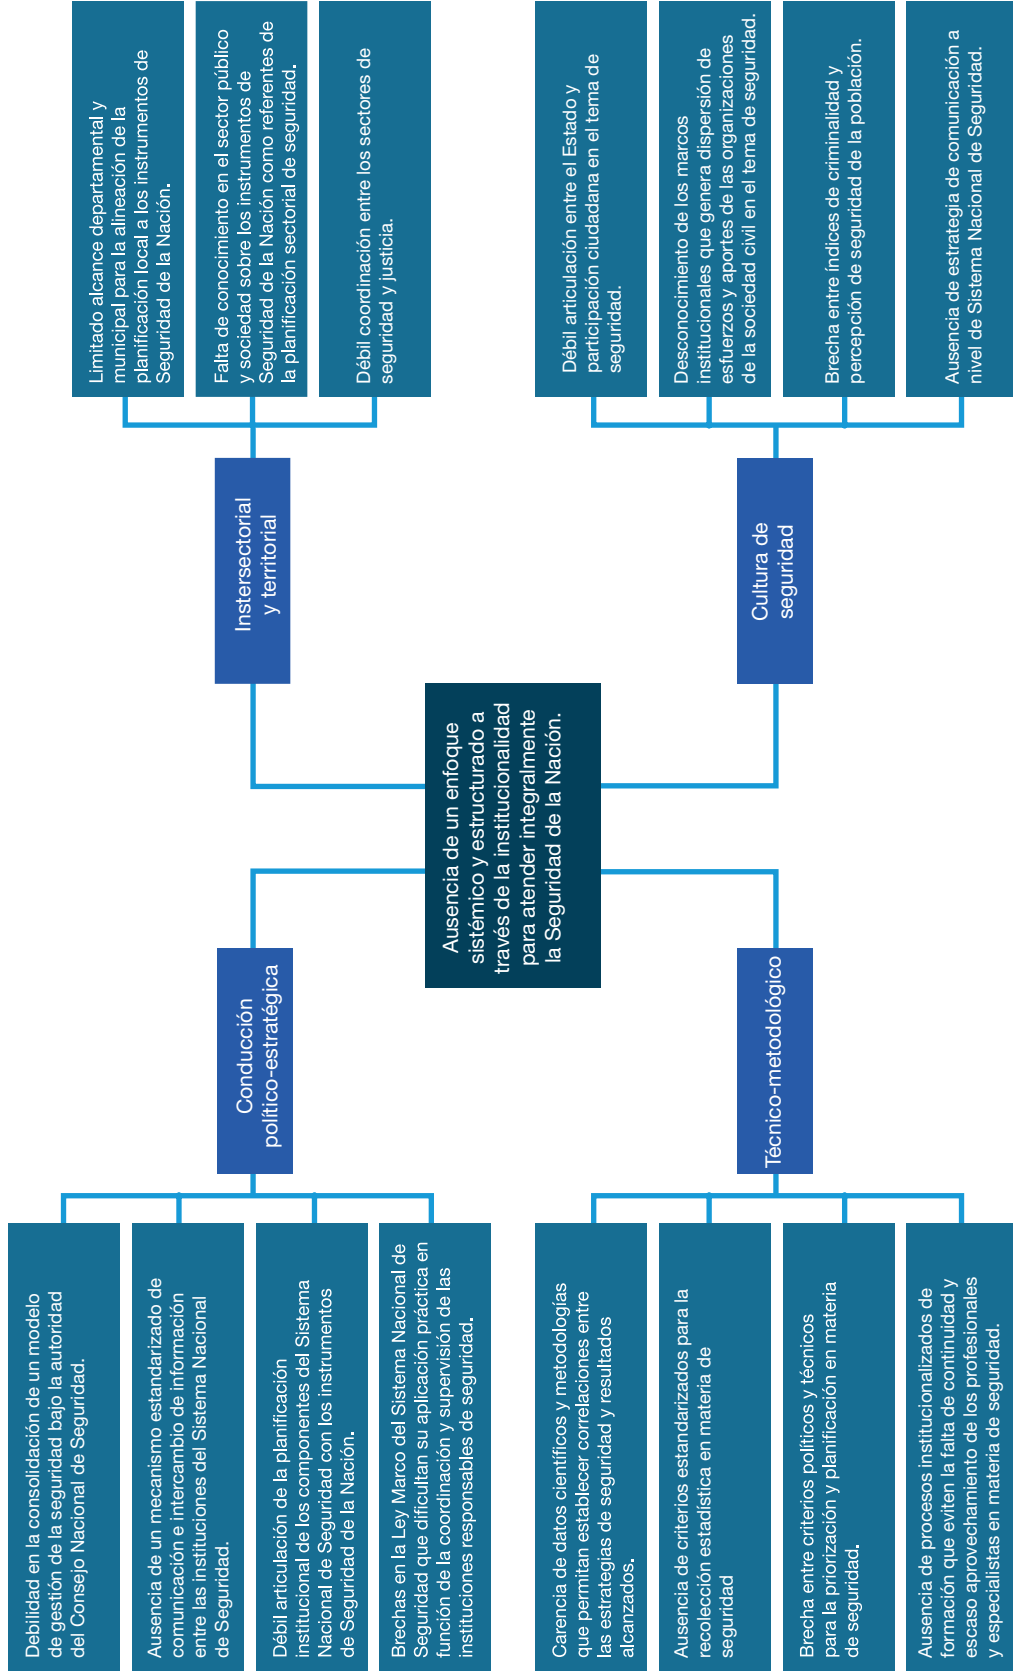 Debilidad en la consolidación de un modelo
de gestión de la seguridad bajo la autoridad
del Consejo Nacional de Seguridad.
Ausencia de un mecanismo estandarizado de
comunicación e intercambio de información
entre las instituciones del Sistema Nacional
de Seguridad.
Débil articulación de la planificación
institucional de los componentes del Sistema
Nacional de Seguridad con los instrumentos
de Seguridad de la Nación.
Brechas en la Ley Marco del Sistema Nacional de
Seguridad que dificultan su aplicación práctica en
función de la coordinación y supervisión de las
instituciones responsables de seguridad.
Conducción
político-estratégica
Instersectorial
y territorial
Limitado alcance departamental y
municipal para la alineación de la
planificación local a los instrumentos de
Seguridad de la Nación.
Falta de conocimiento en el sector público
y sociedad sobre los instrumentos de
Seguridad de la Nación como referentes de
la planificación sectorial de seguridad.
Débil coordinación entre los sectores de
seguridad y justicia.
Ausencia de un enfoque
sistémico y estructurado a
través de la institucionalidad
para atender integralmente
la Seguridad de la Nación.
Carencia de datos científicos y metodologías
que permitan establecer correlaciones entre
las estrategias de seguridad y resultados
alcanzados.
Ausencia de criterios estandarizados para la
recolección estadística en materia de
seguridad
Brecha entre criterios políticos y técnicos
para la priorización y planificación en materia
de seguridad.
Ausencia de procesos institucionalizados de
formación que eviten la falta de continuidad y
escaso aprovechamiento de los profesionales
y especialistas en materia de seguridad.
Técnico-metodológico
Cultura de
seguridad
Débil articulación entre el Estado y
participación ciudadana en el tema de
seguridad.
Desconocimiento de los marcos
institucionales que genera dispersión de
esfuerzos y aportes de las organizaciones
de la sociedad civil en el tema de seguridad.
Brecha entre índices de criminalidad y
percepción de seguridad de la población.
Ausencia de estrategia de comunicación a
nivel de Sistema Nacional de Seguridad.